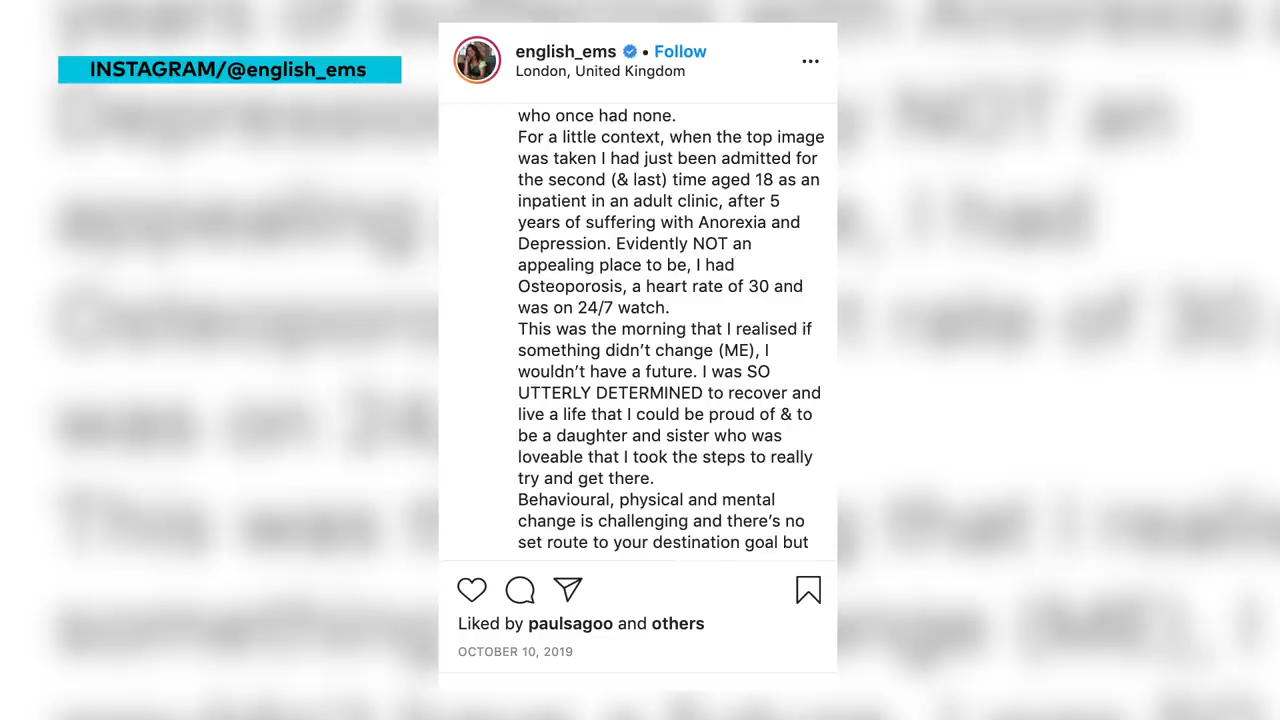 INSTAGRAM/@english_ems
english_ems • Follow
London, United Kingdom
who once had none.
For a little context, when the top image
was taken I had just been admitted for
the second (& last) time aged 18 as an
inpatient in an adult clinic, after 5
years of suffering with Anorexia and
Depression. Evidently NOT an
appealing place to be, I had
Osteoporosis, a heart rate of 30 and
was on 24/7 watch.
This was the morning that I realised if
something didn’t change (ME), I
wouldn’t have a future. I was SO
UTTERLY DETERMINED to recover and
live a life that I could be proud of & to
be a daughter and sister who was
loveable that I took the steps to really
try and get there.
Behavioural, physical and mental
change is challenging and there’s no
set route to your destination goal but
Liked by paulsagoo and others
OCTOBER 10, 2019